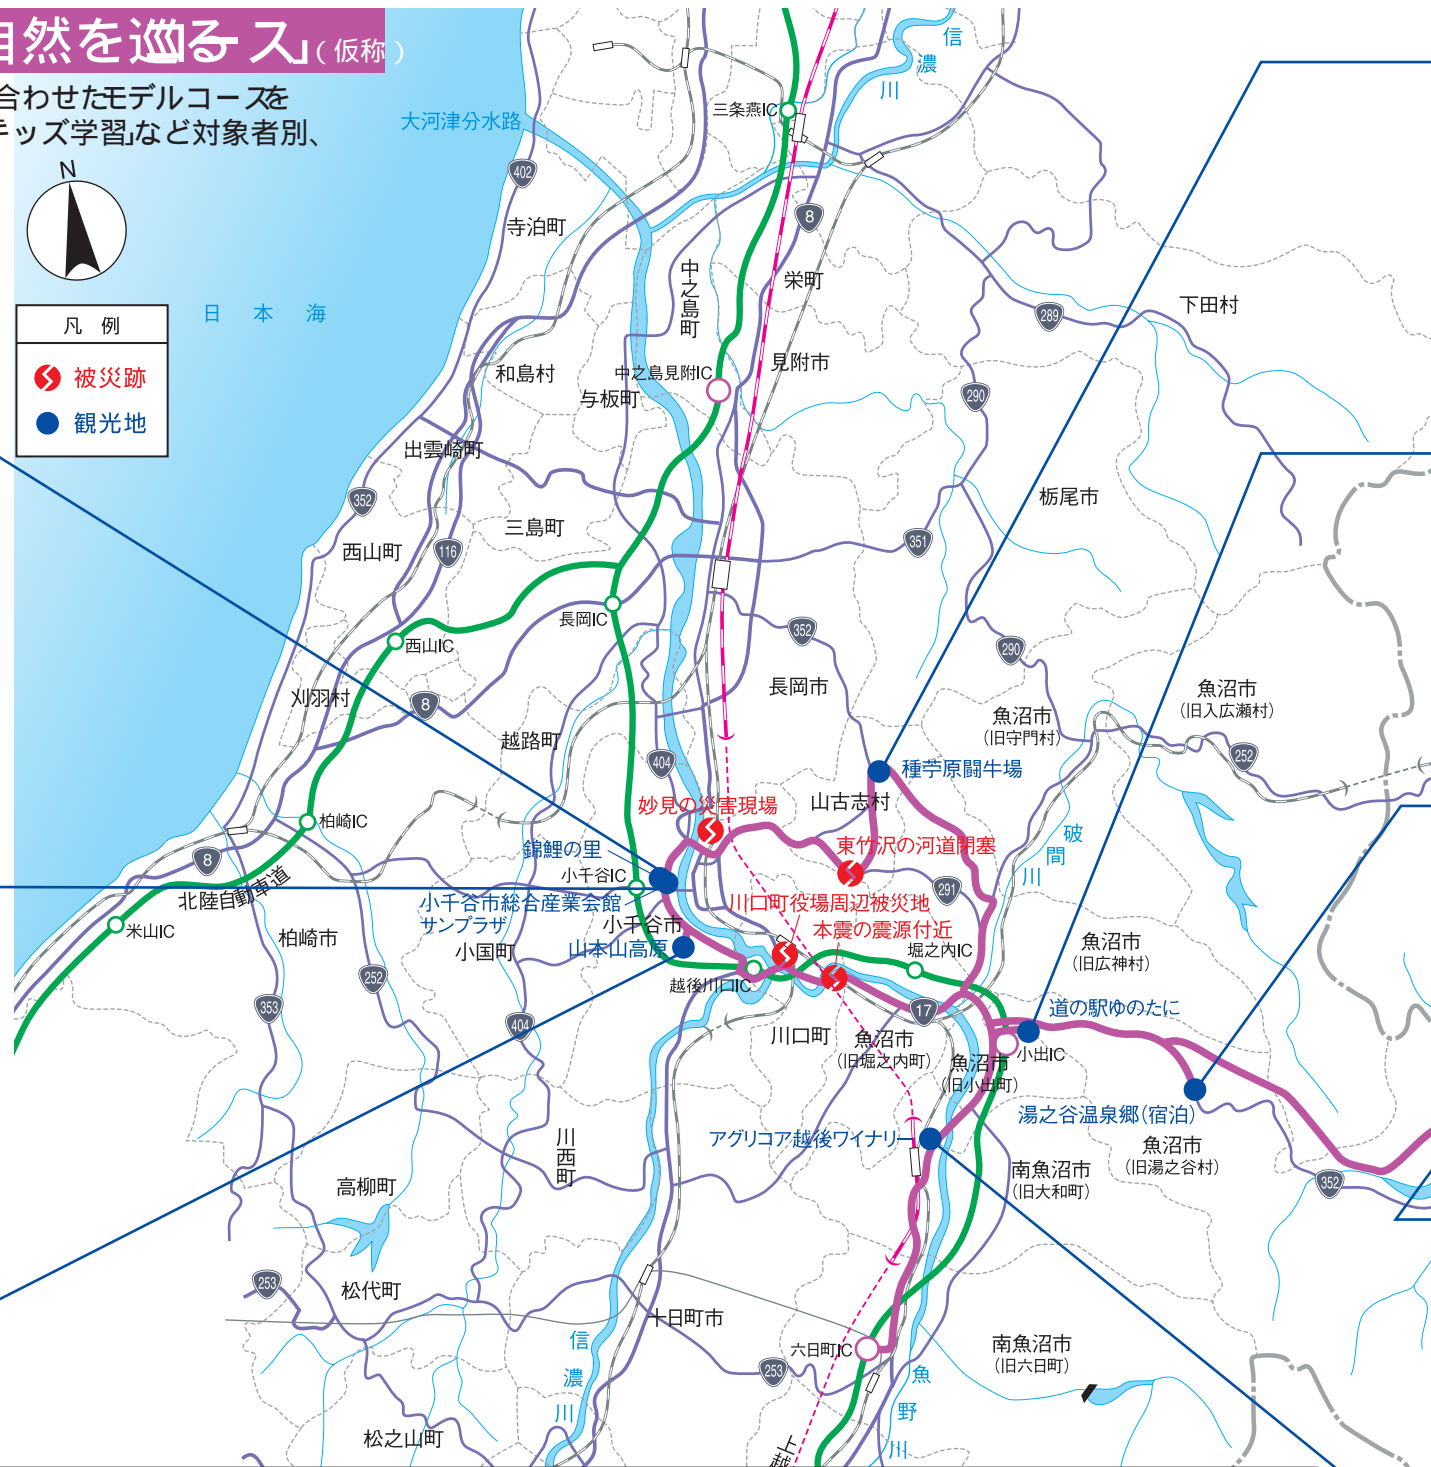 自然を巡るース」（仮称）
合わせたモデルコースを
キッズ学習」など対象者別、
N
凡 例
被災跡
観光地
日 本 海
大河津分水路
信濃川
三条燕IC
402
8
寺泊町
中之島町
栄町
下田村
289
見附市
中之島見附IC
和島村
与板町
290
出雲崎町
352
栃尾市
三島町
351
西山町
116
長岡IC
352
西山IC
290
長岡市
刈羽村
8
魚沼市
(旧入広瀬村)
魚沼市
(旧守門村)
越路町
252
404
種苧原闘牛場
山古志村
妙見の災害現場
柏崎IC
破間川
東竹沢の河道閉塞
錦鯉の里
8
小千谷IC
291
北陸自動車道
小千谷市総合産業会館
サンプラザ
川口町役場周辺被災地
小千谷市
本震の震源付近
米山IC
柏崎市
小国町
山本山高原
堀之内IC
魚沼市
(旧広神村)
252
越後川口IC
353
17
道の駅ゆのたに
404
川口町
魚沼市
(旧堀之内町)
小出IC
魚沼市
(旧小出町)
湯之谷温泉郷(宿泊)
アグリコア越後ワイナリー
川西町
魚沼市
(旧湯之谷村)
南魚沼市
(旧大和町)
高柳町
352
253
松代町
十日町市
信濃川
六日町IC
南魚沼市
(旧六日町)
253
魚野川
松之山町
上越